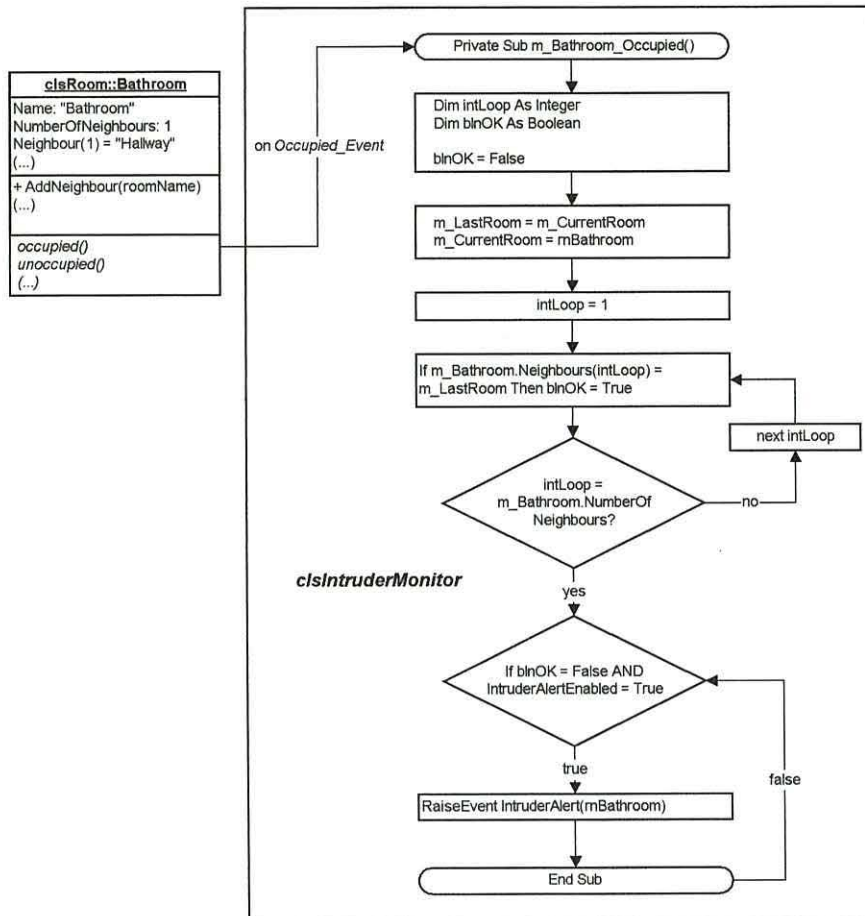 clsRoom::Bathroom
Name: "Bathroom"
NumberOfNeighbours: 1
Neighbour(1) = "Hallway"
(...)
+ AddNeighbour(roomName)
(...)
occupied()
unoccupied()
(...)
on Occupied_Event
Private Sub m_Bathroom_Occupied()
Dim intLoop As Integer
Dim blnOK As Boolean
blnOK = False
m_LastRoom = m_CurrentRoom
m_CurrentRoom = rnBathroom
intLoop = 1
If m_Bathroom.Neighbours(intLoop) =
m_LastRoom Then blnOK = True
next intLoop
intLoop =
m_Bathroom.NumberOf
Neighbours?
no
clsIntruderMonitor
yes
If blnOK = False AND
IntruderAlertEnabled = True
true
false
RaiseEvent IntruderAlert(rnBathroom)
End Sub